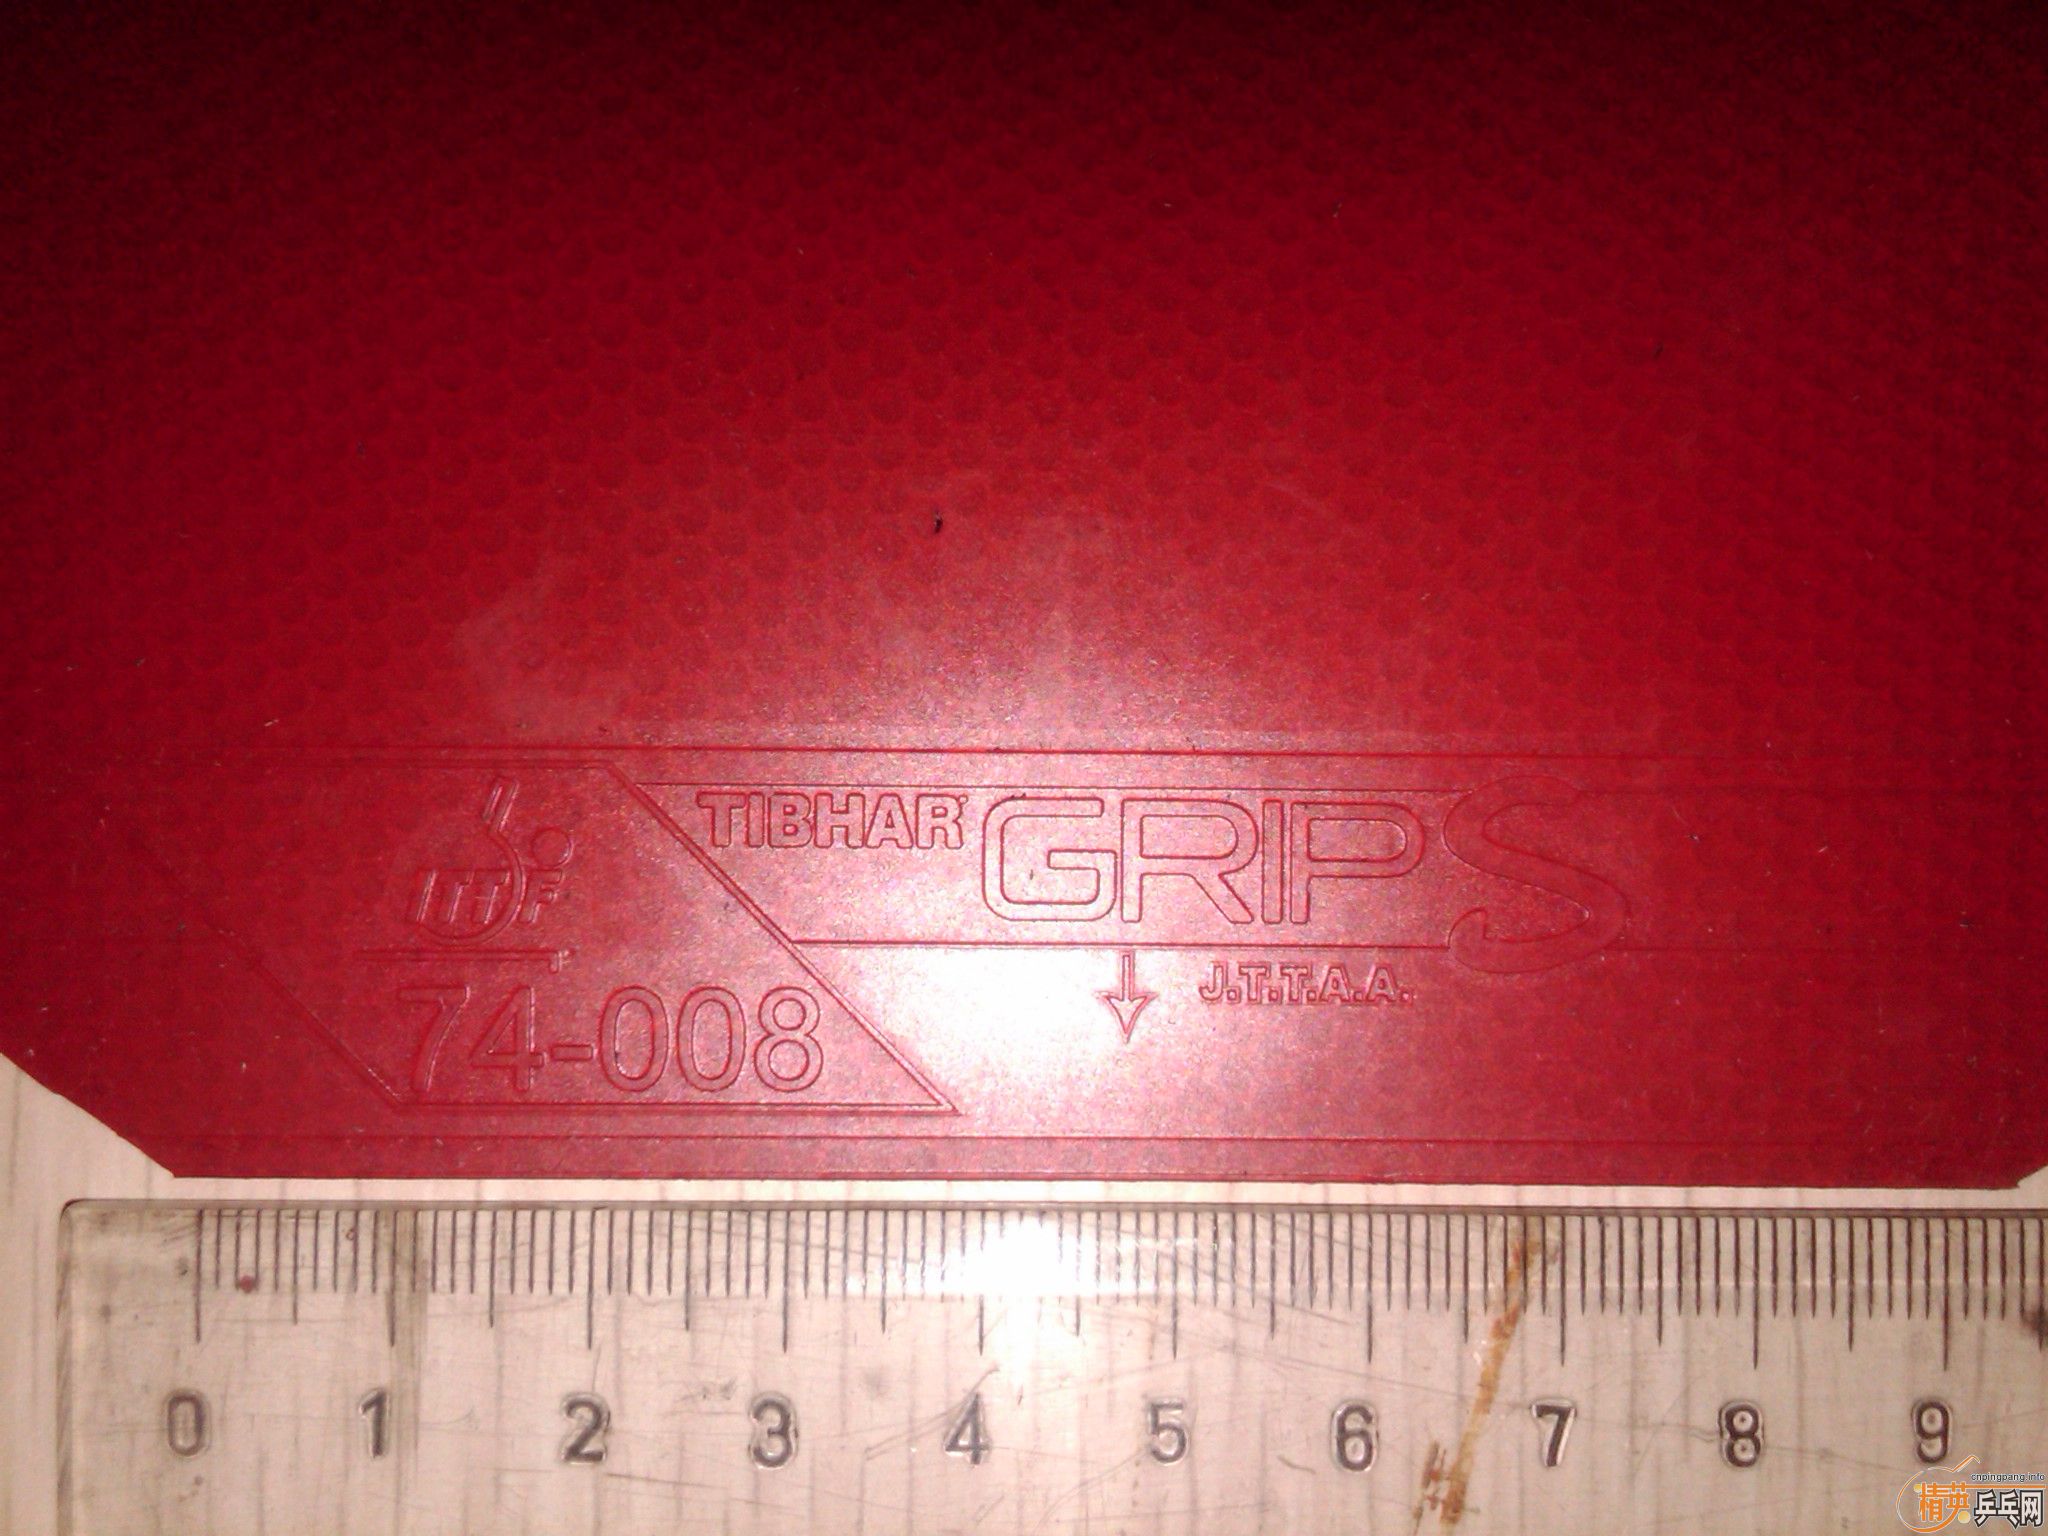 TIBHAR GRIPS
ITTF
J.T.T.A.A.
74-008
0 1 2 3 4 5 6 7 8 9
cnpingpang.info
精英乒乓网